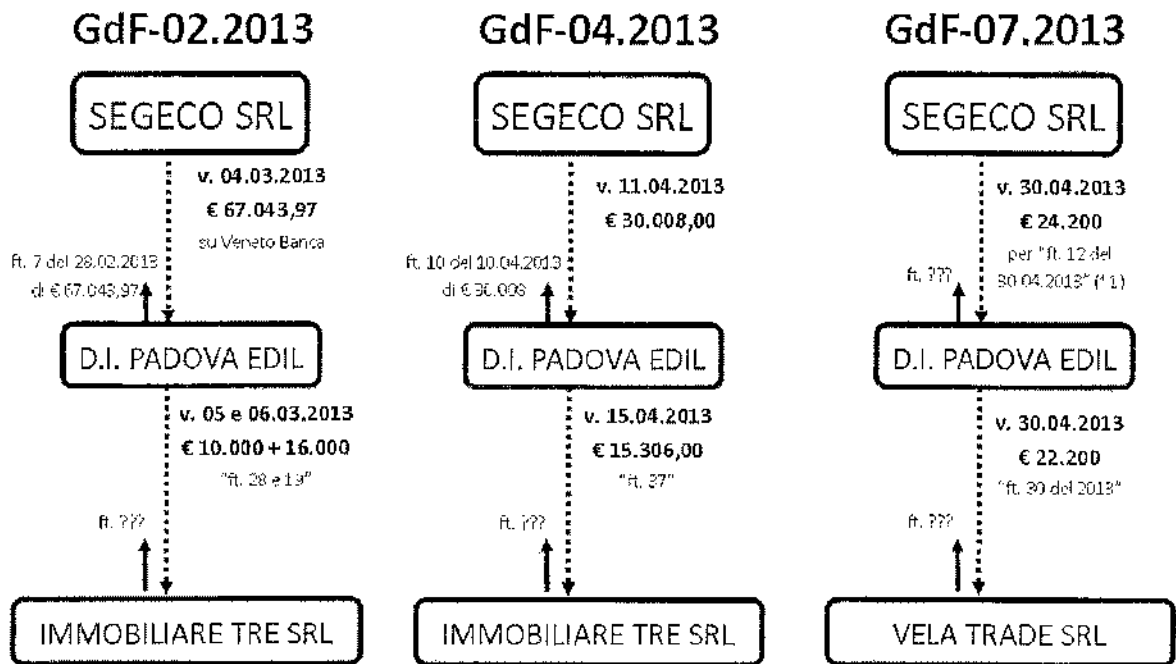 GdF-02.2013
SEGECO SRL
v. 04.03.2013
€ 67.043,97
su Veneto Banca
ft. 7 del 28.02.2013
di € 67.043,97
D.I. PADOVA EDIL
v. 05 e 06.03.2013
€ 10.000 + 16.000
"ft. 28 e 19"
ft. ???
IMMOBILIARE TRE SRL
GdF-04.2013
SEGECO SRL
v. 11.04.2013
€ 30.008,00
ft. 10 del 10.04.2013
di €
D.I. PADOVA EDIL
v. 15.04.2013
€ 15.306,00
"ft. 37"
ft. ???
IMMOBILIARE TRE SRL
GdF-07.2013
SEGECO SRL
v. 30.04.2013
€ 24.200
per "ft. 12 del
30.04.2013" (*1)
ft. ???
D.I. PADOVA EDIL
v. 30.04.2013
€ 22.200
"ft. 30 del 2013"
ft. ???
VELA TRADE SRL